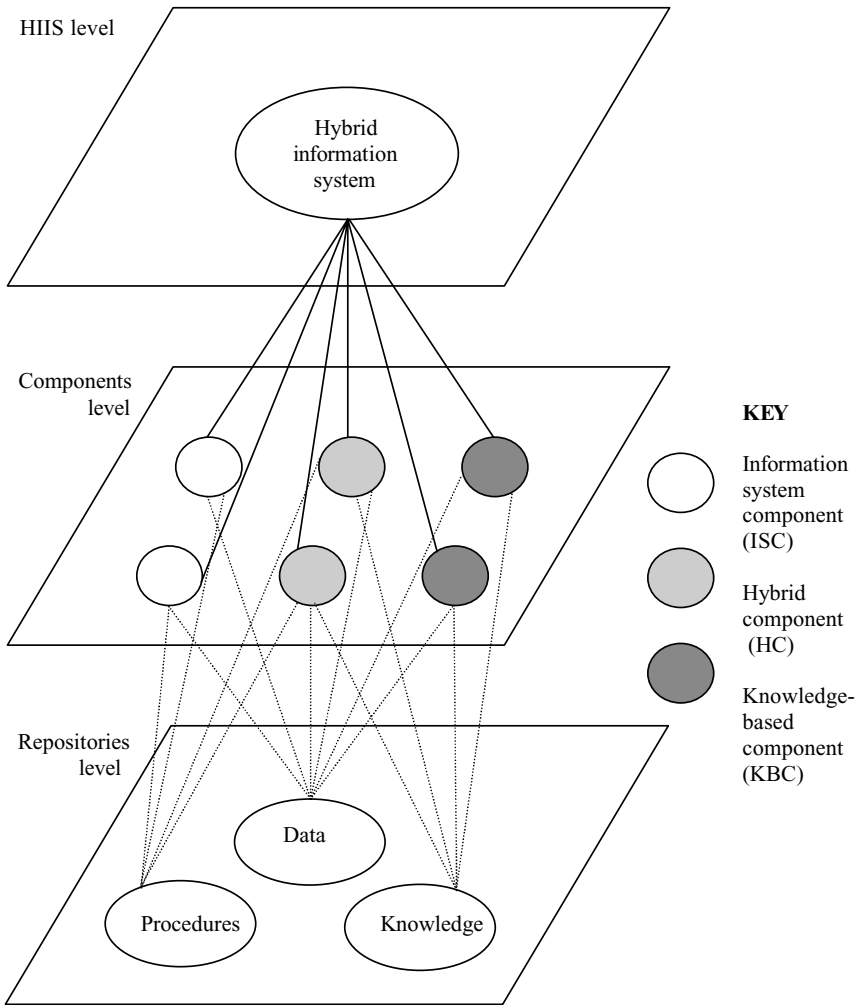 HIIS level
Hybrid
information
system
Components
level
KEY
Information
system
component
(ISC)
Hybrid
component
(HC)
Knowledge-
based
component
(KBC)
Repositories
level
Data
Procedures
Knowledge